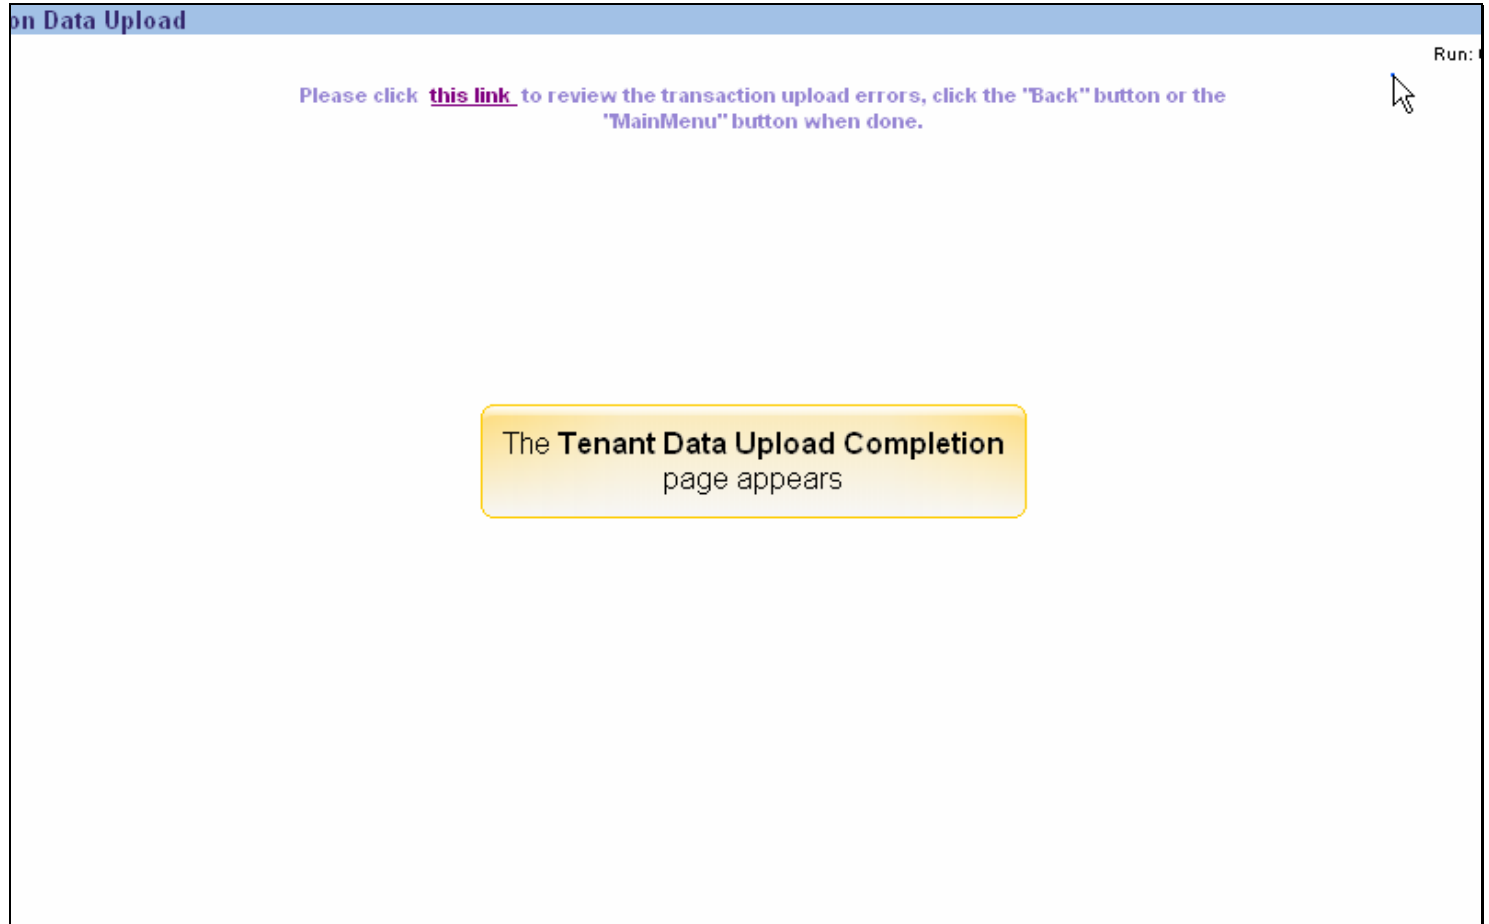 on Data Upload
Run:
Please click this link to review the transaction upload errors, click the "Back" button or the
"MainMenu" button when done.
The Tenant Data Upload Completion
page appears